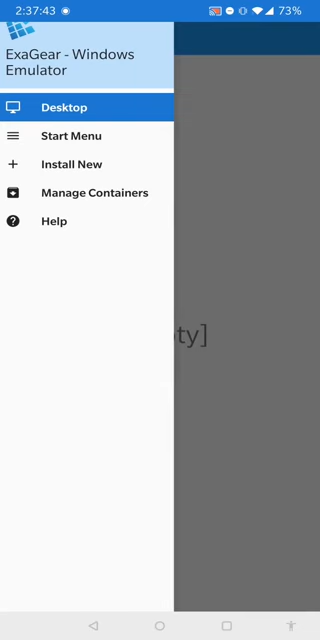 2:37:43
73%
ExaGear - Windows
Emulator
Desktop
Start Menu
Install New
Manage Containers
Help
ty]